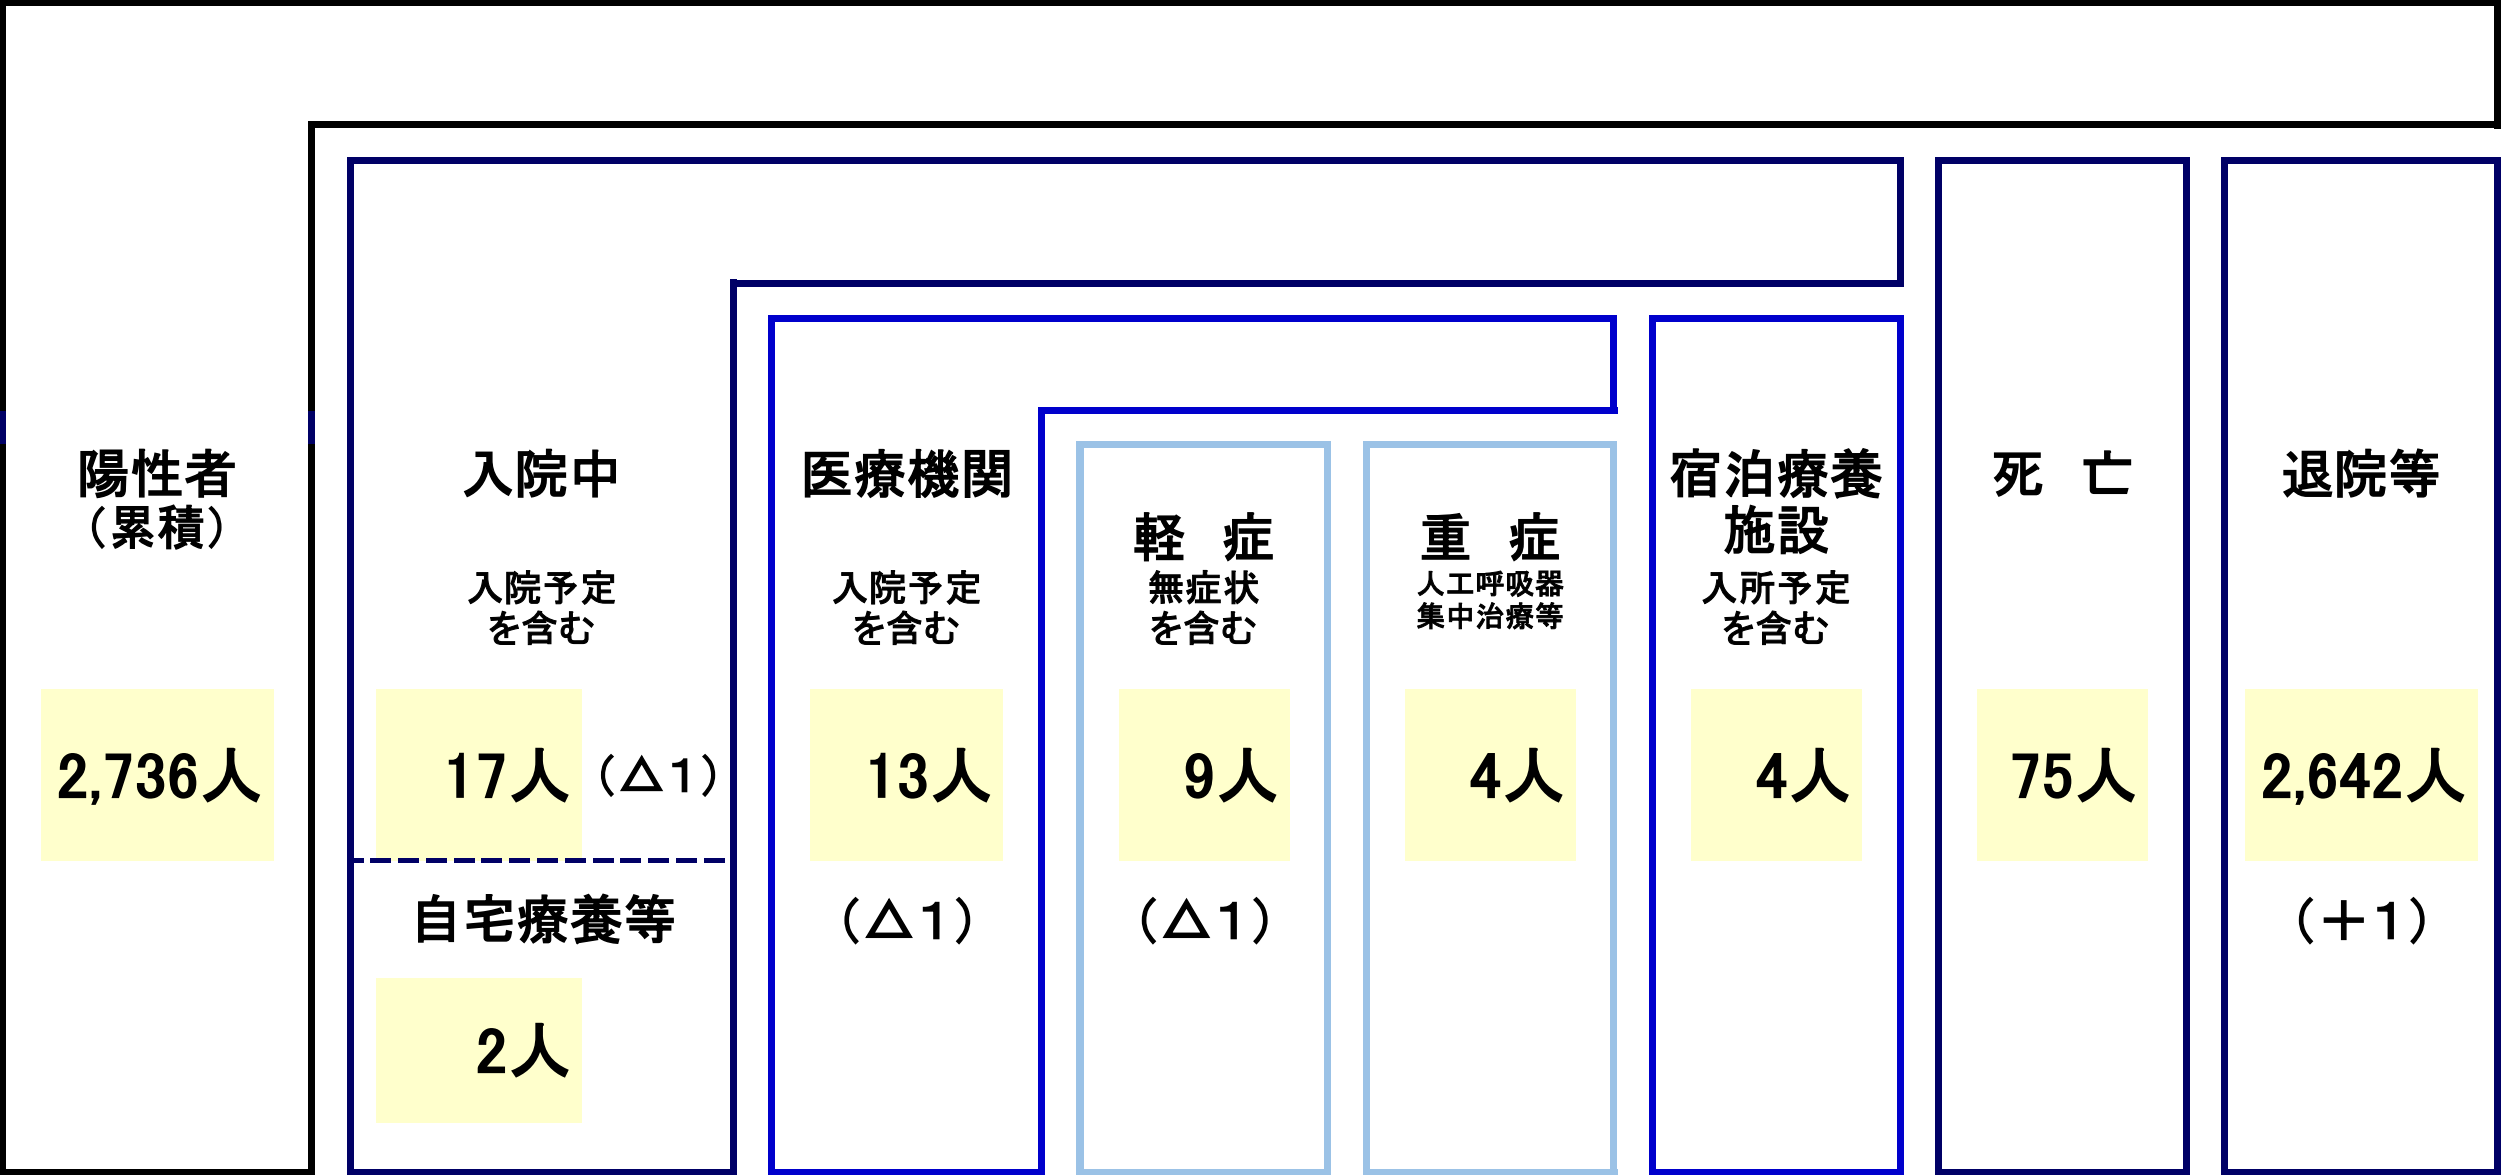 陽性者
（累積）
2,736人
入院中
入院予定
を含む
17人（△１）
自宅療養等
2人
医療機関
入院予定
を含む
13人
（△１）
軽　症
無症状
を含む
9人
（△１）
重　症
人工呼吸器
集中治療等
4人
宿泊療養
施設
入所予定
を含む
4人
死　亡
75人
退院等
2,642人
（＋１）